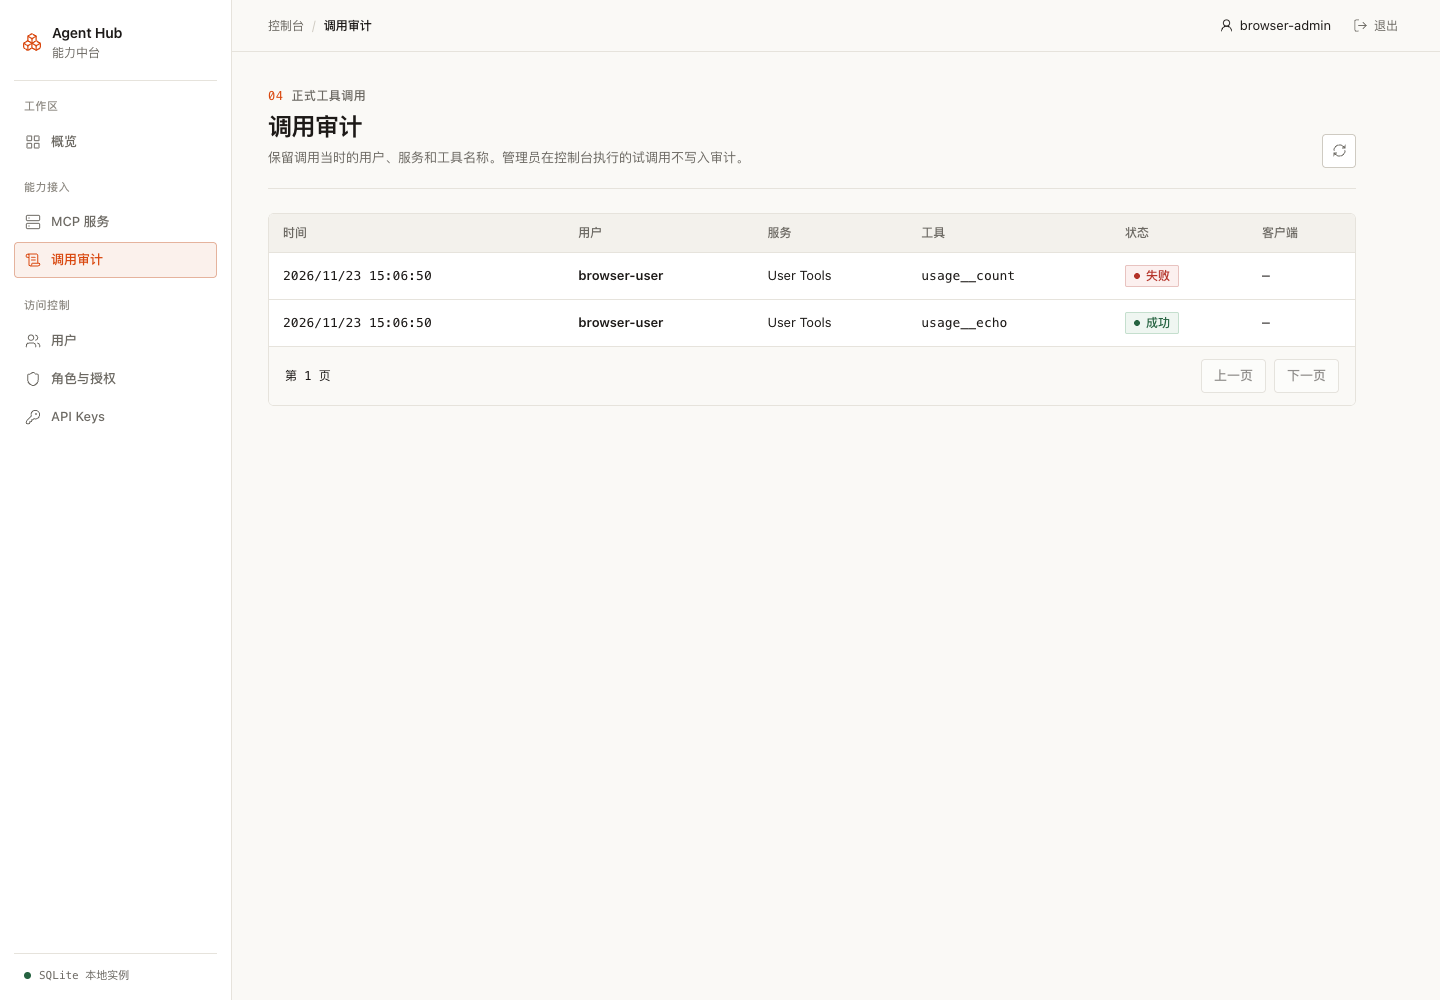 Agent Hub
能力中台
工作区
概览
能力接入
MCP 服务
调用审计
访问控制
用户
角色与授权
API Keys
SQLite 本地实例
控制台 / 调用审计
browser-admin 退出
04 正式工具调用
调用审计
保留调用当时的用户、服务和工具名称。管理员在控制台执行的试调用不写入审计。
时间 用户 服务 工具 状态 客户端
2026/11/23 15:06:50 browser-user User Tools usage__count 失败 —
2026/11/23 15:06:50 browser-user User Tools usage__echo 成功 —
第 1 页 上一页 下一页